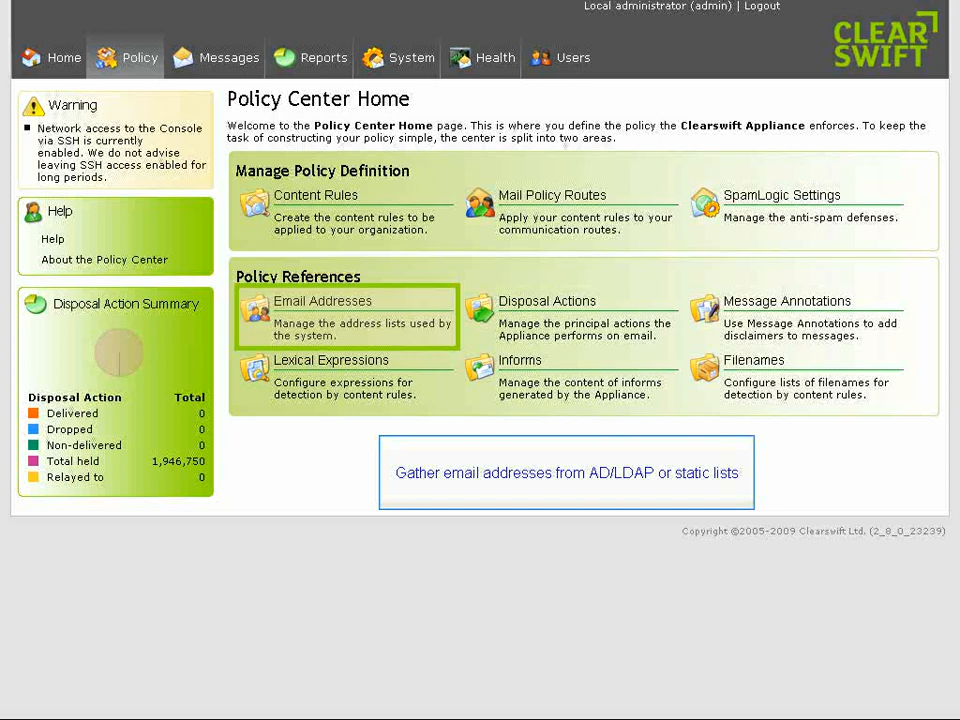 Local administrator (admin) | Logout
Home Policy Messages Reports System Health Users
CLEAR
SWIFT
Warning
Network access to the Console
via SSH is currently
enabled. We do not advise
leaving SSH access enabled for
long periods.
Help
Help
About the Policy Center
Disposal Action Summary
Disposal Action Total
Delivered 0
Dropped 0
Non-delivered 0
Total held 1,946,750
Relayed to 0
Policy Center Home
Welcome to the Policy Center Home page. This is where you define the policy the Clearswift Appliance enforces. To keep the
task of constructing your policy simple, the center is split into two areas.
Manage Policy Definition
Content Rules
Create the content rules to be
applied to your organization.
Mail Policy Routes
Apply your content rules to your
communication routes.
SpamLogic Settings
Manage the anti-spam defenses.
Policy References
Email Addresses
Manage the address lists used by
the system.
Disposal Actions
Manage the principal actions the
Appliance performs on email.
Message Annotations
Use Message Annotations to add
disclaimers to messages.
Lexical Expressions
Configure expressions for
detection by content rules.
Informs
Manage the content of informs
generated by the Appliance.
Filenames
Configure lists of filenames for
detection by content rules.
Gather email addresses from AD/LDAP or static lists
Copyright ©2005-2009 Clearswift Ltd. (2_8_0_23239)